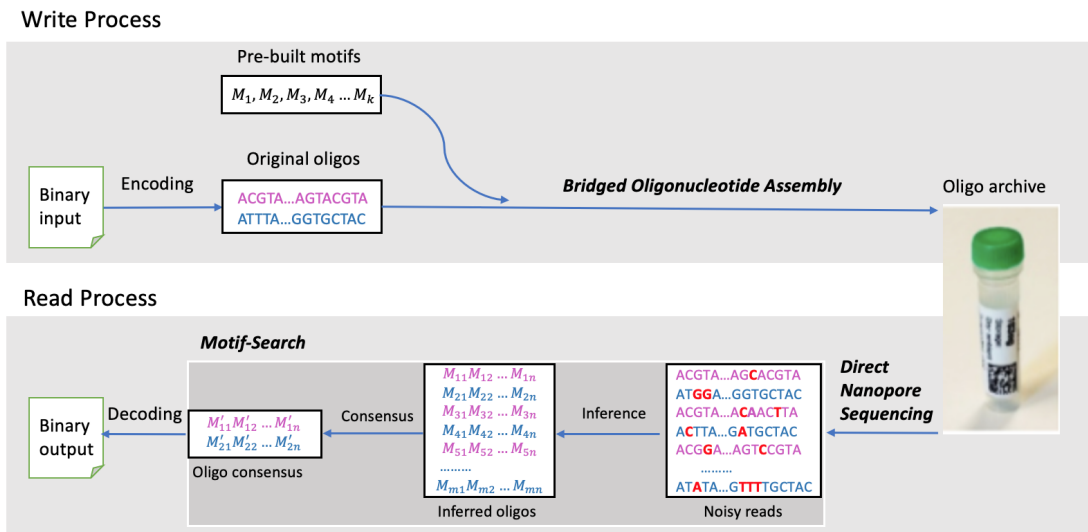 Write Process
Pre-built motifs
M₁, M₂, M₃, M₄ … Mₖ
Original oligos
Binary input
Encoding
ACGTA...AGTACGTA
ATTTA...GGTGCTAC
Bridged Oligonucleotide Assembly
Oligo archive
Read Process
Motif-Search
Direct
Nanopore
Sequencing
ACGTA...AGCACGTA
ATGGA...GGTGCTAC
ACGTA...ACAACTTA
ACTTA...GATGCTAC
ACGGA...AGTCCGTA
.........
ATATA...GTTTTGCTAC
Noisy reads
Inference
M₁₁M₁₂ … M₁ₙ
M₂₁M₂₂ … M₂ₙ
M₃₁M₃₂ … M₃ₙ
M₄₁M₄₂ … M₄ₙ
M₅₁M₅₂ … M₅ₙ
.........
Mₘ₁Mₘ₂ … Mₘₙ
Inferred oligos
Consensus
M′₁₁M′₁₂ … M′₁ₙ
M′₂₁M′₂₂ … M′₂ₙ
Oligo consensus
Decoding
Binary
output